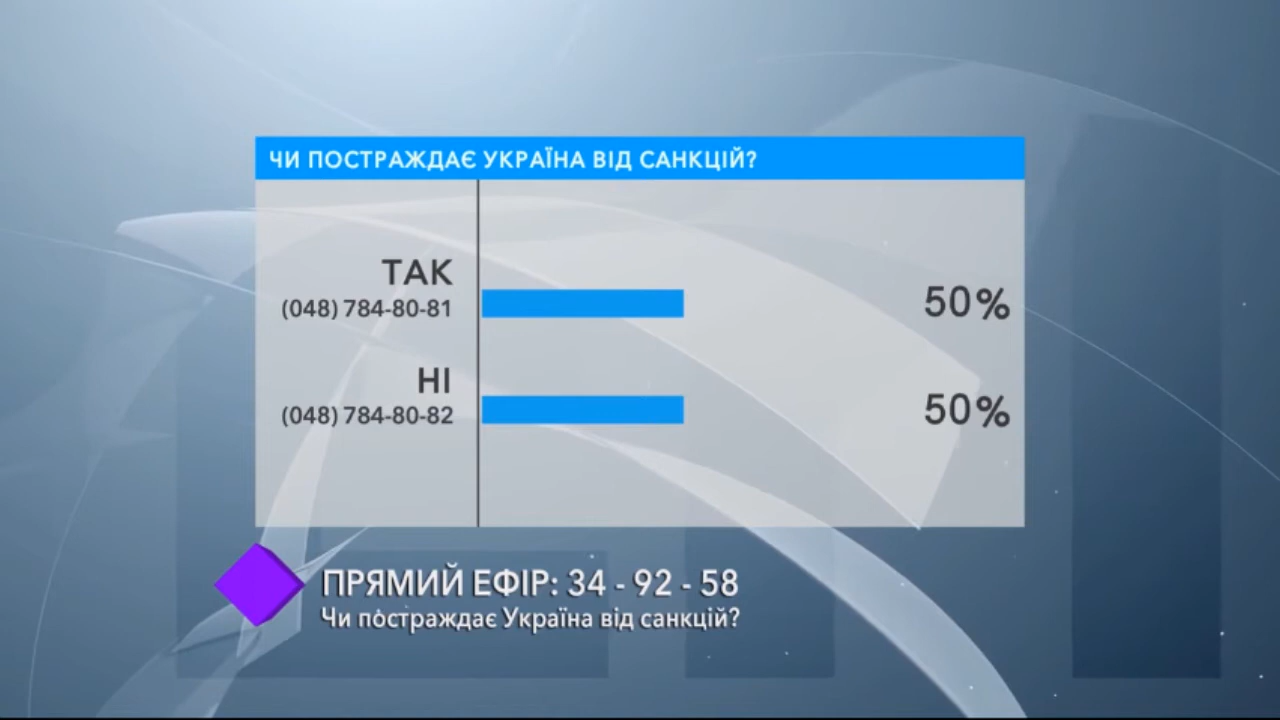 ЧИ ПОСТРАЖДАЄ УКРАЇНА ВІД САНКЦІЙ?
ТАК
(048) 784-80-81
50%
НІ
(048) 784-80-82
50%
ПРЯМИЙ ЕФІР: 34 - 92 - 58
Чи постраждає Україна від санкцій?